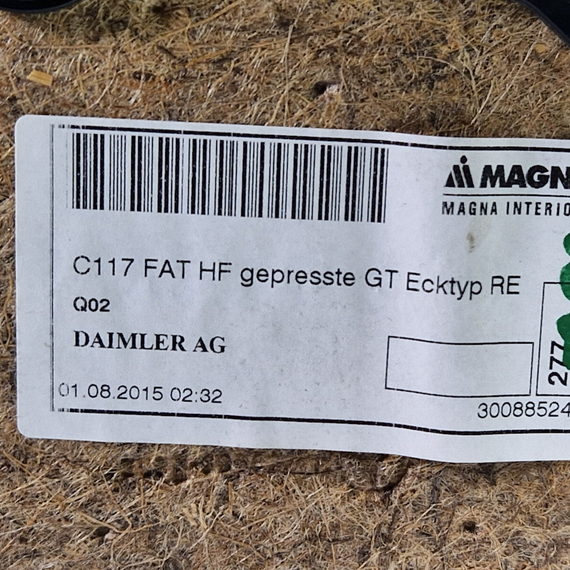 MAGN
MAGNA INTERIO
C117 FAT HF gepresste GT Ecktyp RE
Q02
DAIMLER AG
277
01.08.2015 02:32
30088524